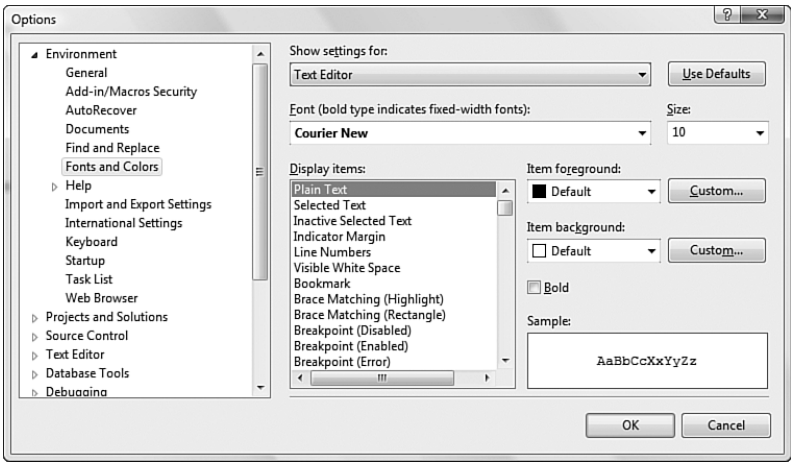 Options
Environment
General
Add-in/Macros Security
AutoRecover
Documents
Find and Replace
Fonts and Colors
Help
Import and Export Settings
International Settings
Keyboard
Startup
Task List
Web Browser
Projects and Solutions
Source Control
Text Editor
Database Tools
Debugging
Show settings for:
Text Editor
Use Defaults
Font (bold type indicates fixed-width fonts):
Size:
Courier New
10
Display items:
Plain Text
Selected Text
Inactive Selected Text
Indicator Margin
Line Numbers
Visible White Space
Bookmark
Brace Matching (Highlight)
Brace Matching (Rectangle)
Breakpoint (Disabled)
Breakpoint (Enabled)
Breakpoint (Error)
Item foreground:
Default
Custom...
Item background:
Default
Custom...
Bold
Sample:
AaBbCcXxYyZz
OK
Cancel